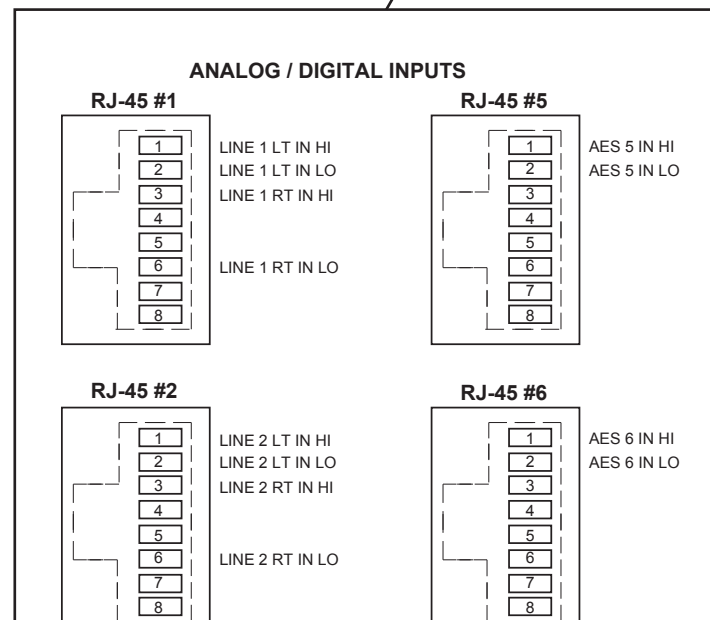 ANALOG / DIGITAL INPUTS
RJ-45 #1
1 LINE 1 LT IN HI
2 LINE 1 LT IN LO
3 LINE 1 RT IN HI
4
5
6 LINE 1 RT IN LO
7
8
RJ-45 #5
1 AES 5 IN HI
2 AES 5 IN LO
3
4
5
6
7
8
RJ-45 #2
1 LINE 2 LT IN HI
2 LINE 2 LT IN LO
3 LINE 2 RT IN HI
4
5
6 LINE 2 RT IN LO
7
8
RJ-45 #6
1 AES 6 IN HI
2 AES 6 IN LO
3
4
5
6
7
8